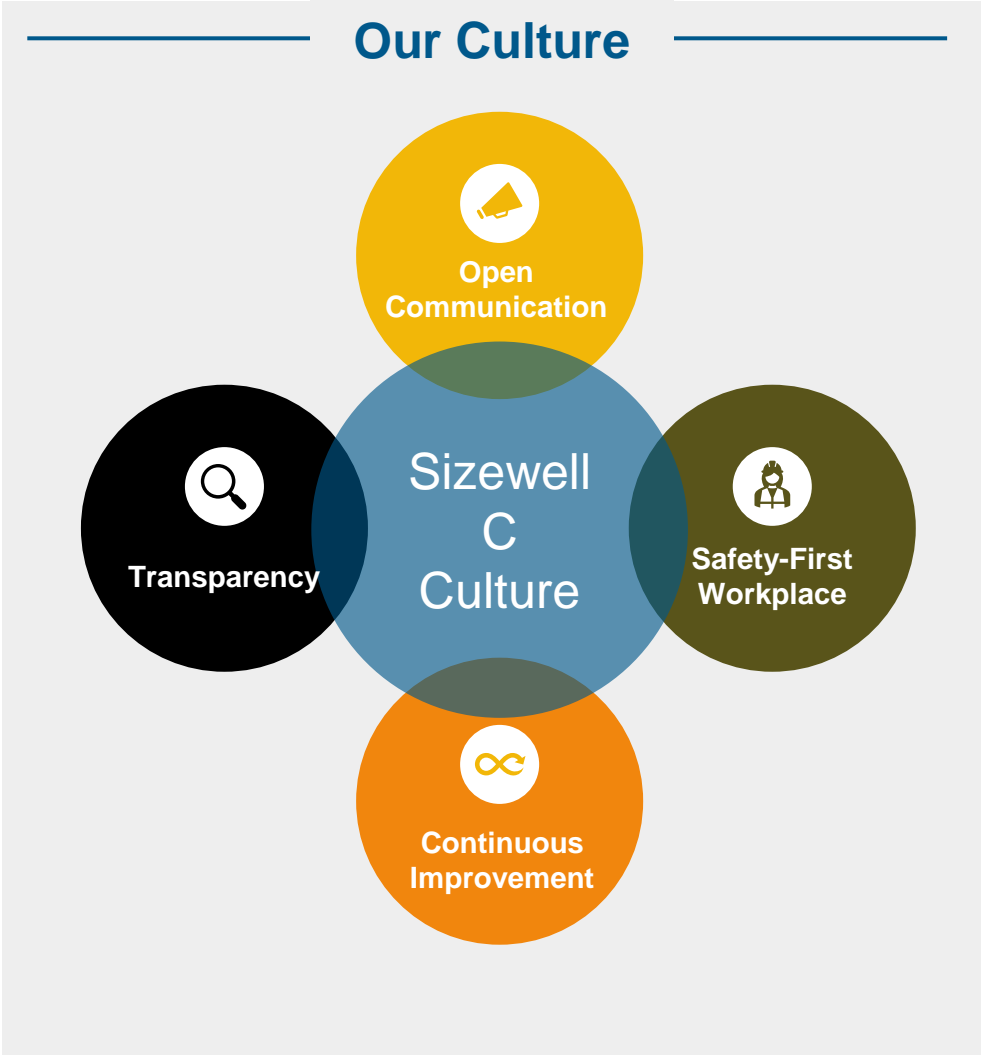 Our Culture
Open
Communication
Transparency
Sizewell
C
Culture
Safety-First
Workplace
Continuous
Improvement